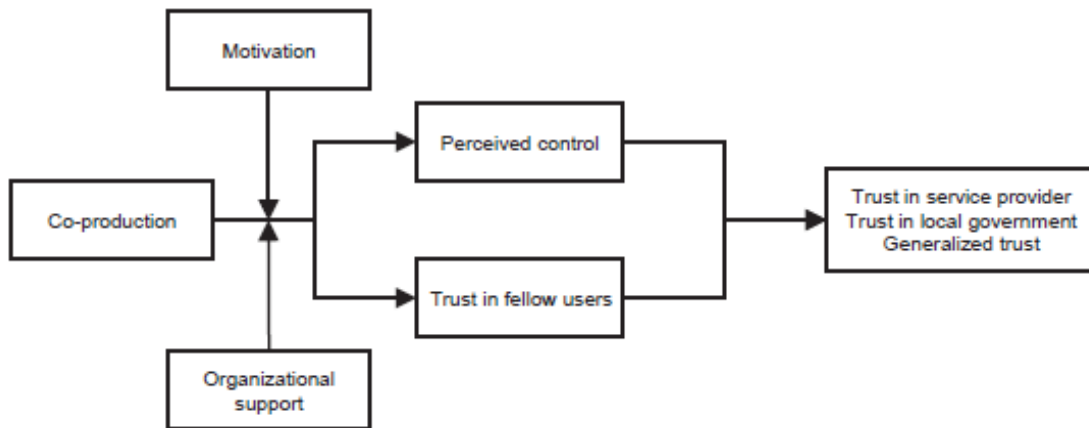 Motivation
Perceived control
Co-production
Trust in service provider
Trust in local government
Generalized trust
Trust in fellow users
Organizational
support